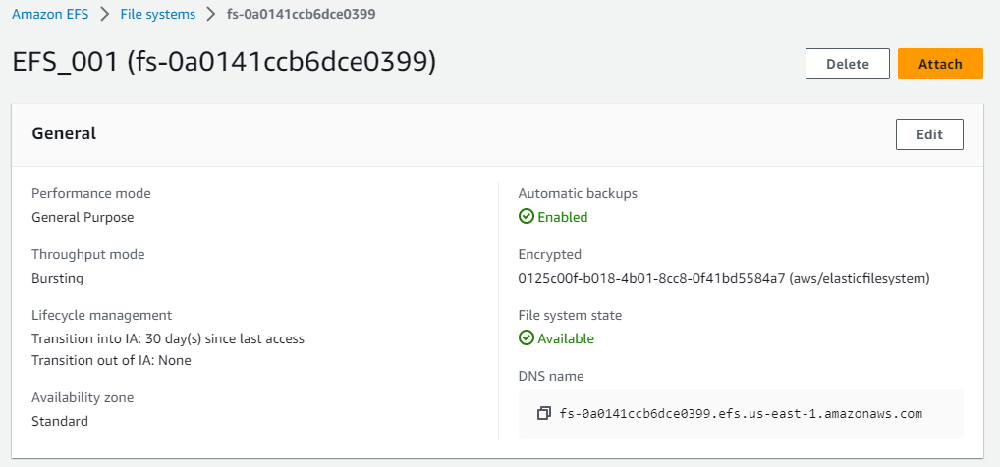 Amazon EFS > File systems > fs-0a0141ccb6dce0399
EFS_001 (fs-0a0141ccb6dce0399)
Delete
Attach
General
Edit
Performance mode
General Purpose
Throughput mode
Bursting
Lifecycle management
Transition into IA: 30 day(s) since last access
Transition out of IA: None
Availability zone
Standard
Automatic backups
Enabled
Encrypted
0125c00f-b018-4b01-8cc8-0f41bd5584a7 (aws/elasticfilesystem)
File system state
Available
DNS name
fs-0a0141ccb6dce0399.efs.us-east-1.amazonaws.com